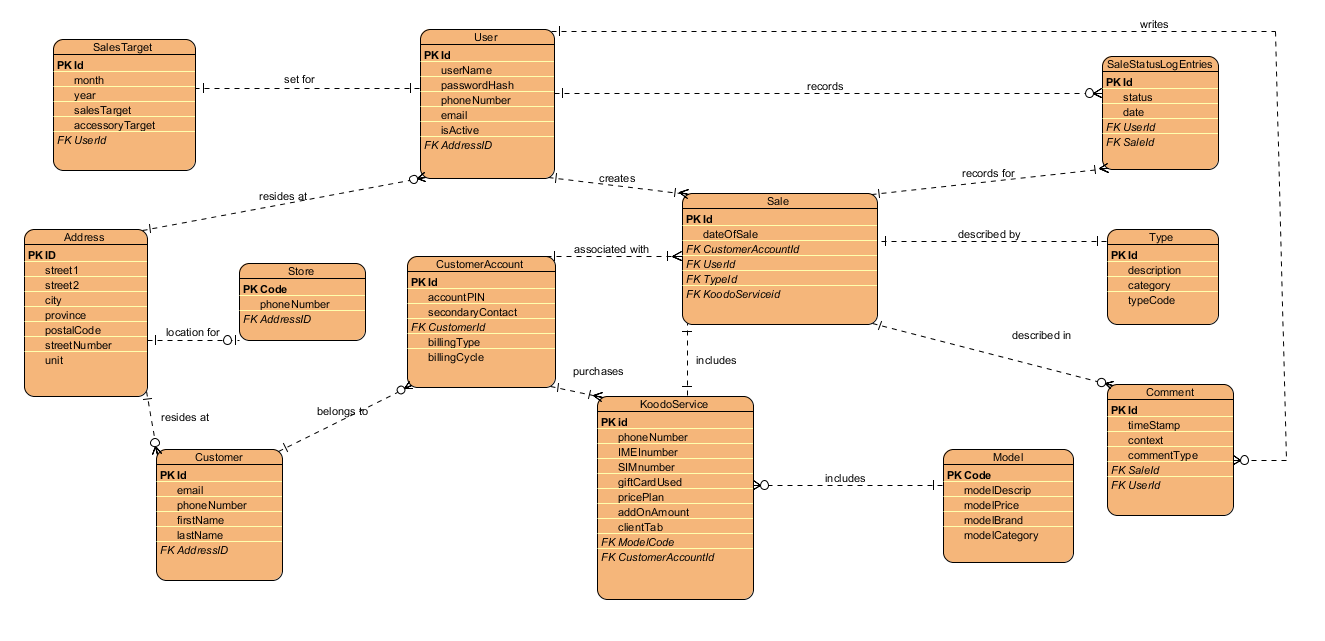 writes
User
PK Id
userName
passwordHash
phoneNumber
email
isActive
FK AddressID
SalesTarget
PK Id
month
year
salesTarget
accessoryTarget
FK UserId
set for
records
SaleStatusLogEntries
PK Id
status
date
FK UserId
FK SaleId
resides at
creates
records for
Address
PK ID
street1
street2
city
province
postalCode
streetNumber
unit
Store
PK Code
phoneNumber
FK AddressID
location for
CustomerAccount
PK Id
accountPIN
secondaryContact
FK CustomerId
billingType
billingCycle
associated with
Sale
PK Id
dateOfSale
FK CustomerAccountId
FK UserId
FK TypeId
FK KoodoServiceid
described by
Type
PK Id
description
category
typeCode
described in
includes
purchases
belongs to
resides at
Customer
PK Id
email
phoneNumber
firstName
lastName
FK AddressID
KoodoService
PK id
phoneNumber
IMEInumber
SIMnumber
giftCardUsed
pricePlan
addOnAmount
clientTab
FK ModelCode
FK CustomerAccountId
includes
Model
PK Code
modelDescrip
modelPrice
modelBrand
modelCategory
Comment
PK Id
timeStamp
context
commentType
FK SaleId
FK UserId